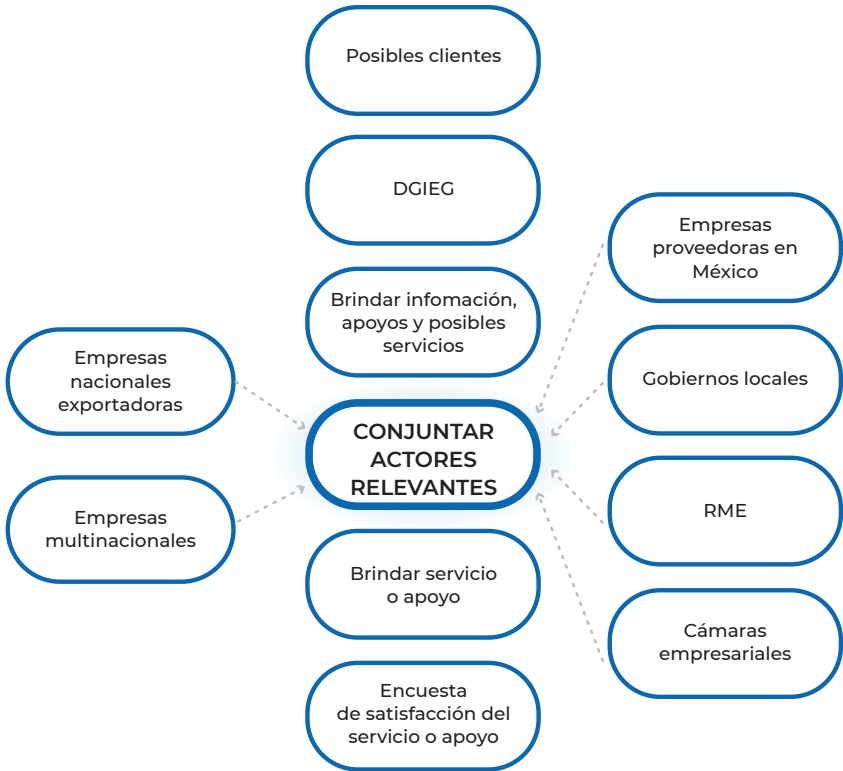 Posibles clientes
DGIEG
Brindar infomación,
apoyos y posibles
servicios
Empresas
nacionales
exportadoras
Empresas
multinacionales
CONJUNTAR
ACTORES
RELEVANTES
Empresas
proveedoras en
México
Gobiernos locales
RME
Cámaras
empresariales
Brindar servicio
o apoyo
Encuesta
de satisfacción del
servicio o apoyo